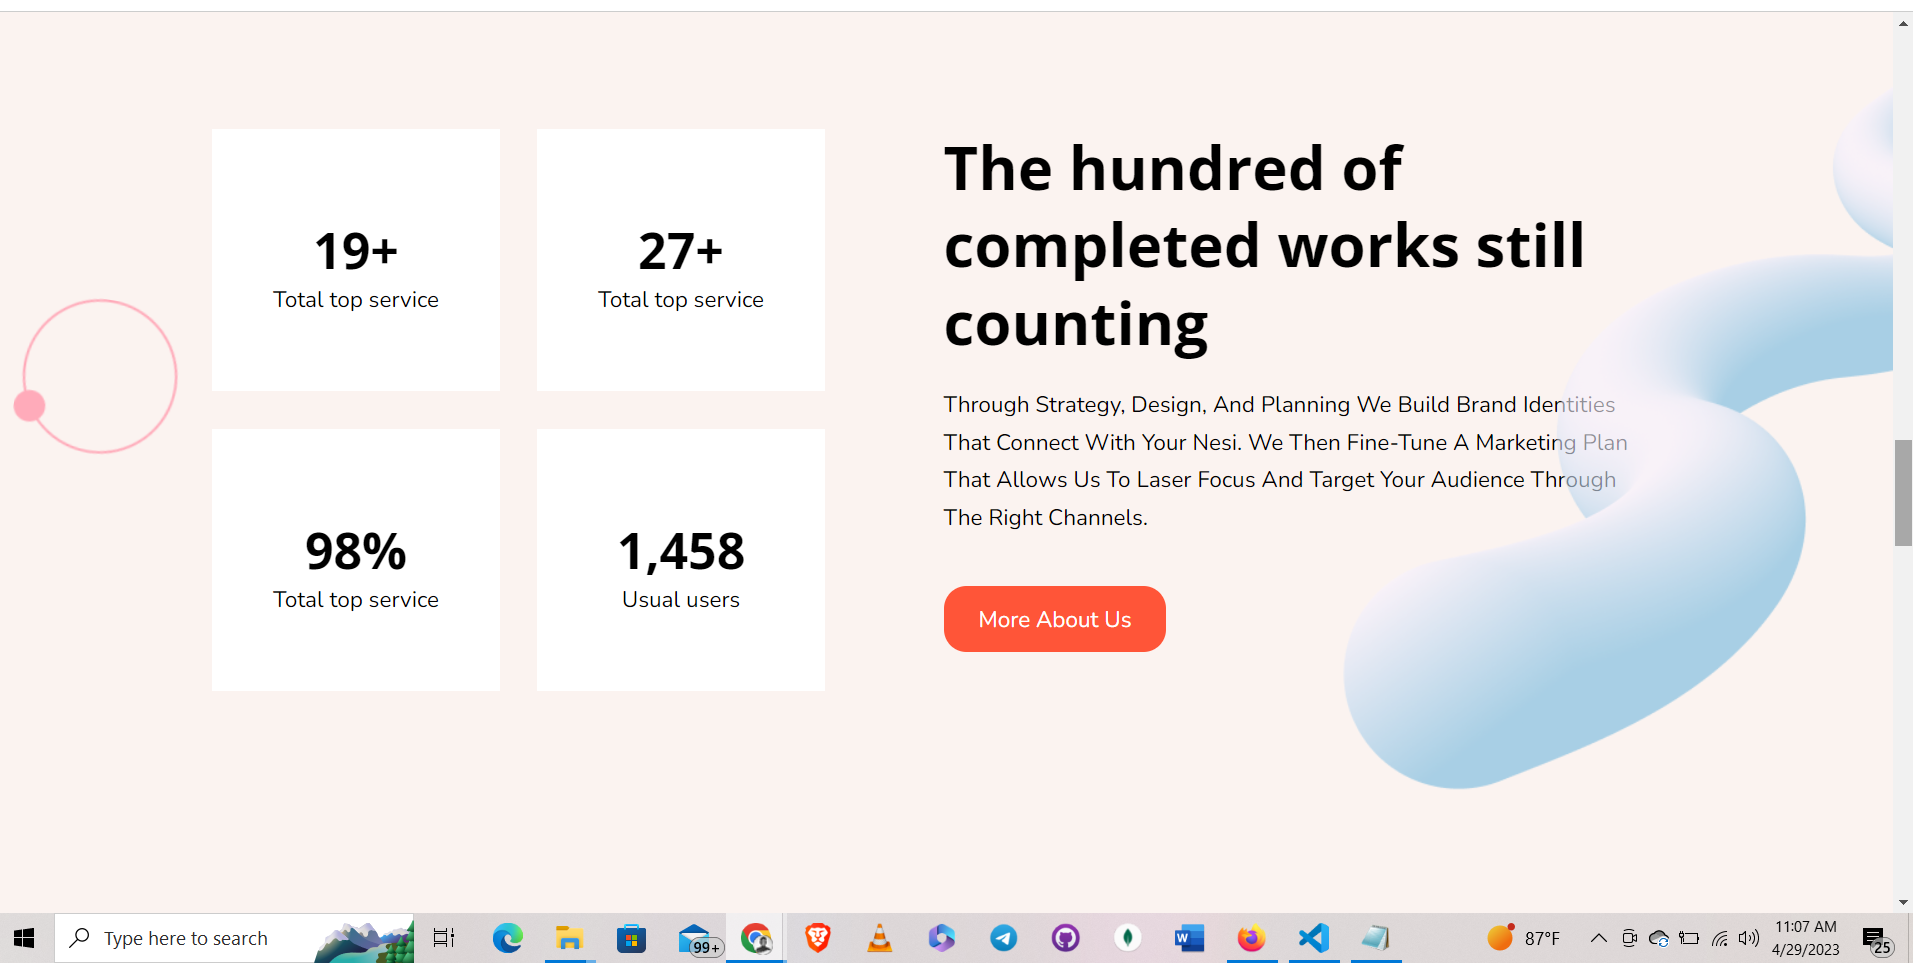 19+
Total top service
27+
Total top service
98%
Total top service
1,458
Usual users
The hundred of
completed works still
counting
Through Strategy, Design, And Planning We Build Brand Identities
That Connect With Your Nesi. We Then Fine-Tune A Marketing Plan
That Allows Us To Laser Focus And Target Your Audience Through
The Right Channels.
More About Us
Type here to search
99+
W
87°F
11:07 AM
4/29/2023
25